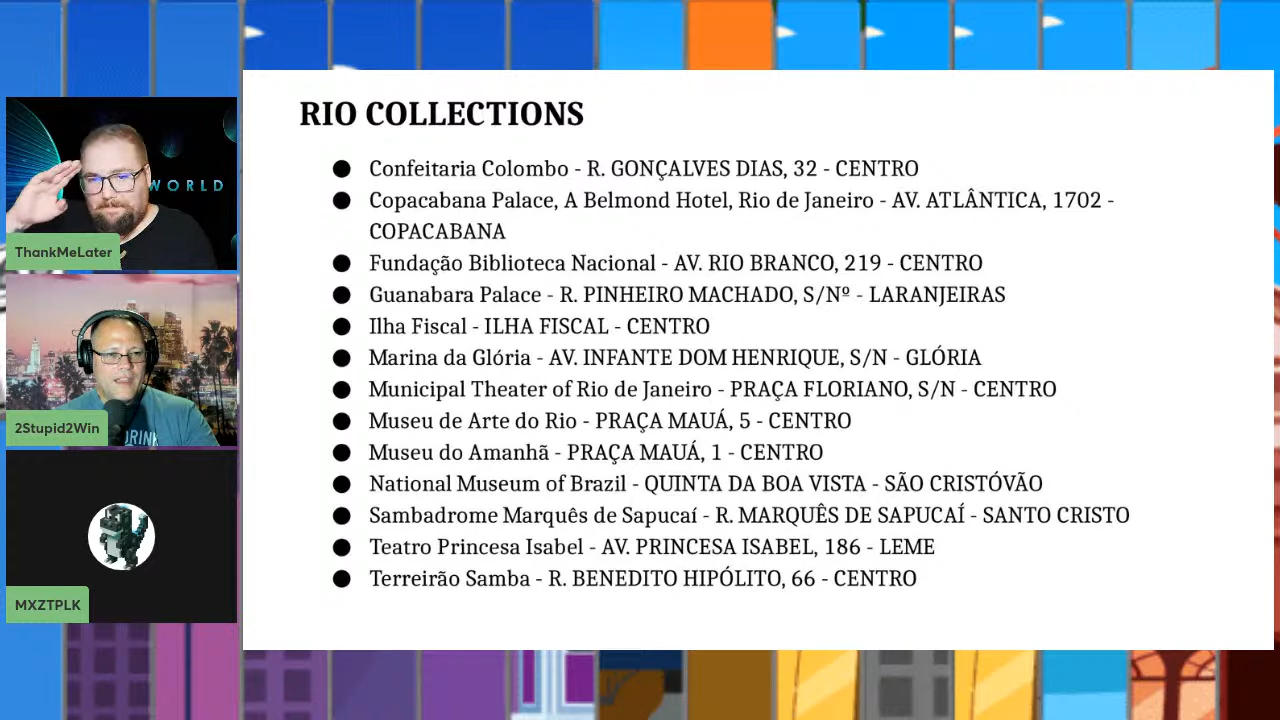 RIO COLLECTIONS
● Confeitaria Colombo - R. GONÇALVES DIAS, 32 - CENTRO
● Copacabana Palace, A Belmond Hotel, Rio de Janeiro - AV. ATLÂNTICA, 1702 -
COPACABANA
● Fundação Biblioteca Nacional - AV. RIO BRANCO, 219 - CENTRO
● Guanabara Palace - R. PINHEIRO MACHADO, S/Nº - LARANJEIRAS
● Ilha Fiscal - ILHA FISCAL - CENTRO
● Marina da Glória - AV. INFANTE DOM HENRIQUE, S/N - GLÓRIA
● Municipal Theater of Rio de Janeiro - PRAÇA FLORIANO, S/N - CENTRO
● Museu de Arte do Rio - PRAÇA MAUÁ, 5 - CENTRO
● Museu do Amanhã - PRAÇA MAUÁ, 1 - CENTRO
● National Museum of Brazil - QUINTA DA BOA VISTA - SÃO CRISTÓVÃO
● Sambadrome Marquês de Sapucaí - R. MARQUÊS DE SAPUCAÍ - SANTO CRISTO
● Teatro Princesa Isabel - AV. PRINCESA ISABEL, 186 - LEME
● Terreirão Samba - R. BENEDITO HIPÓLITO, 66 - CENTRO
WORLD
ThankMeLater
DRINK
2Stupid2Win
MXZTPLK